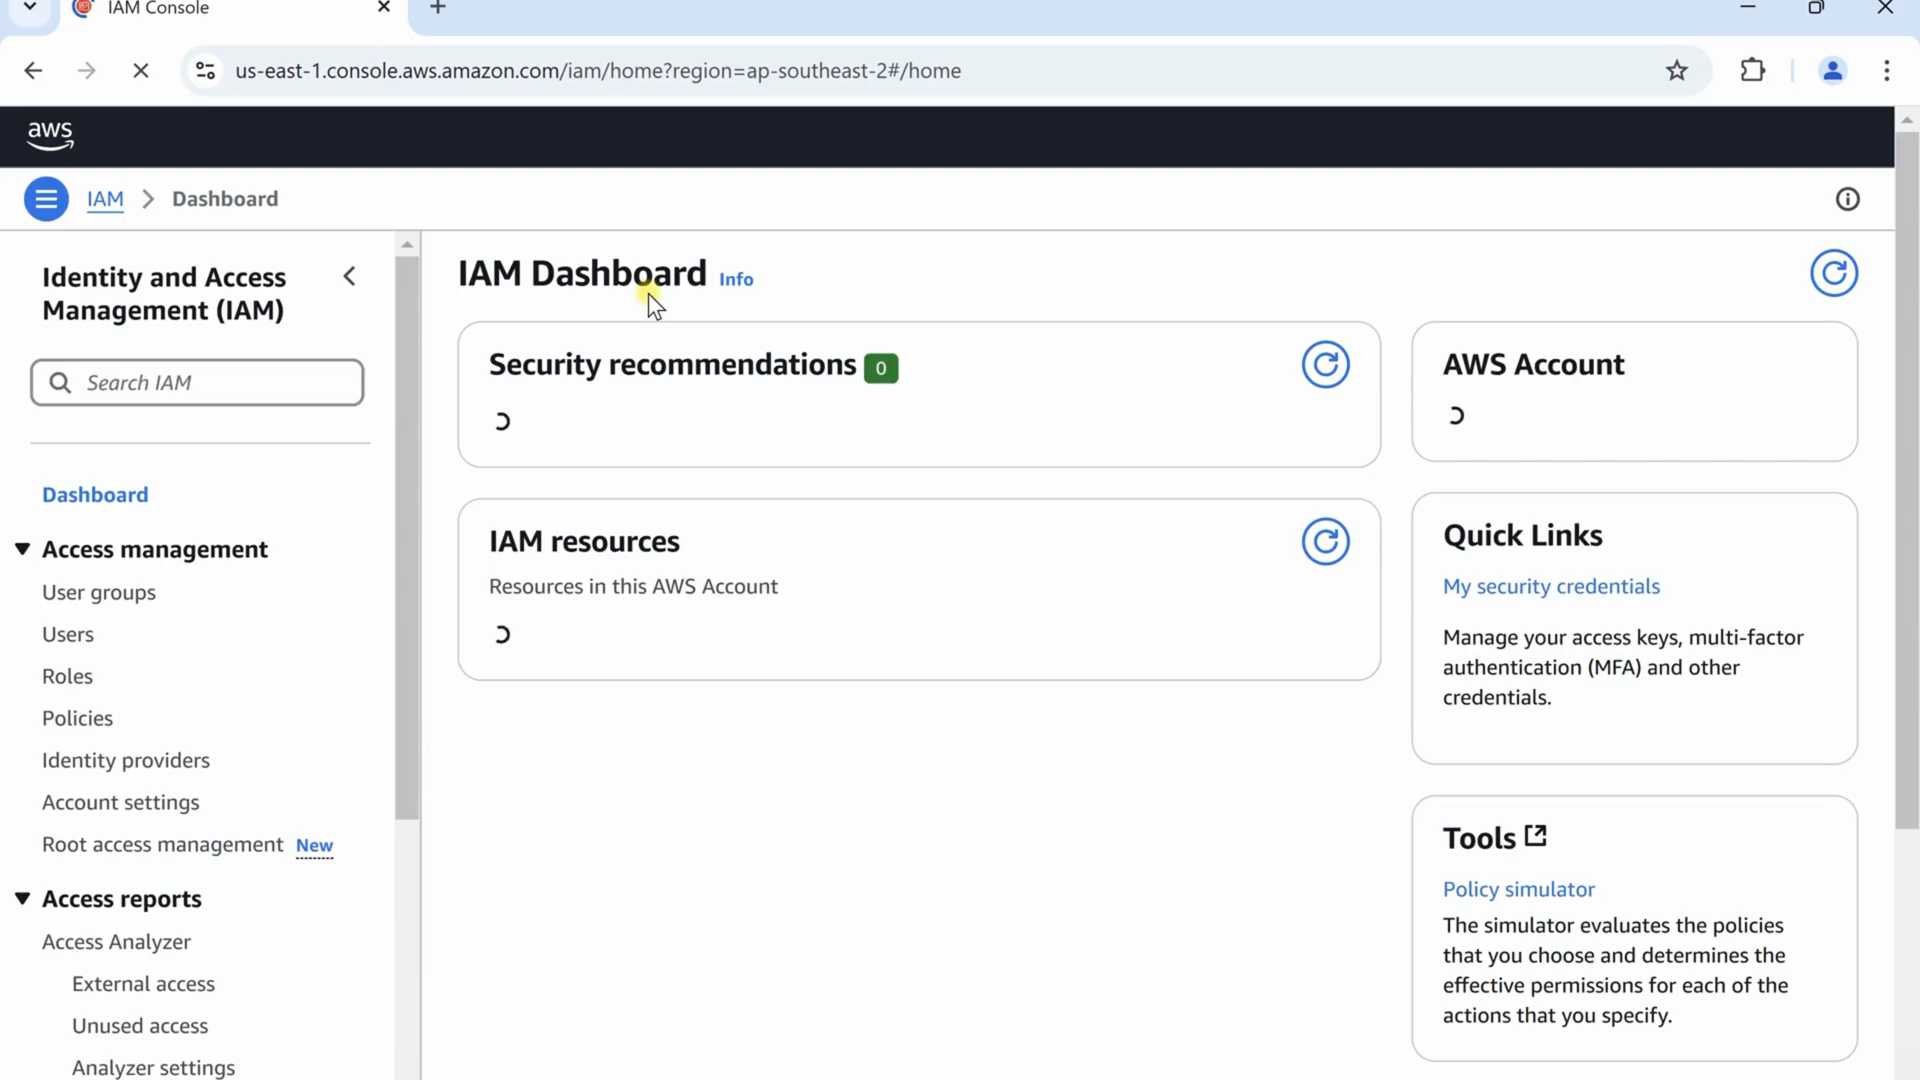 IAM Console
us-east-1.console.aws.amazon.com/iam/home?region=ap-southeast-2#/home
aws
IAM > Dashboard
Identity and Access
Management (IAM)
Search IAM
Dashboard
Access management
User groups
Users
Roles
Policies
Identity providers
Account settings
Root access management New
Access reports
Access Analyzer
External access
Unused access
Analyzer settings
IAM Dashboard Info
Security recommendations 0
IAM resources
Resources in this AWS Account
AWS Account
Quick Links
My security credentials
Manage your access keys, multi-factor
authentication (MFA) and other
credentials.
Tools
Policy simulator
The simulator evaluates the policies
that you choose and determines the
effective permissions for each of the
actions that you specify.